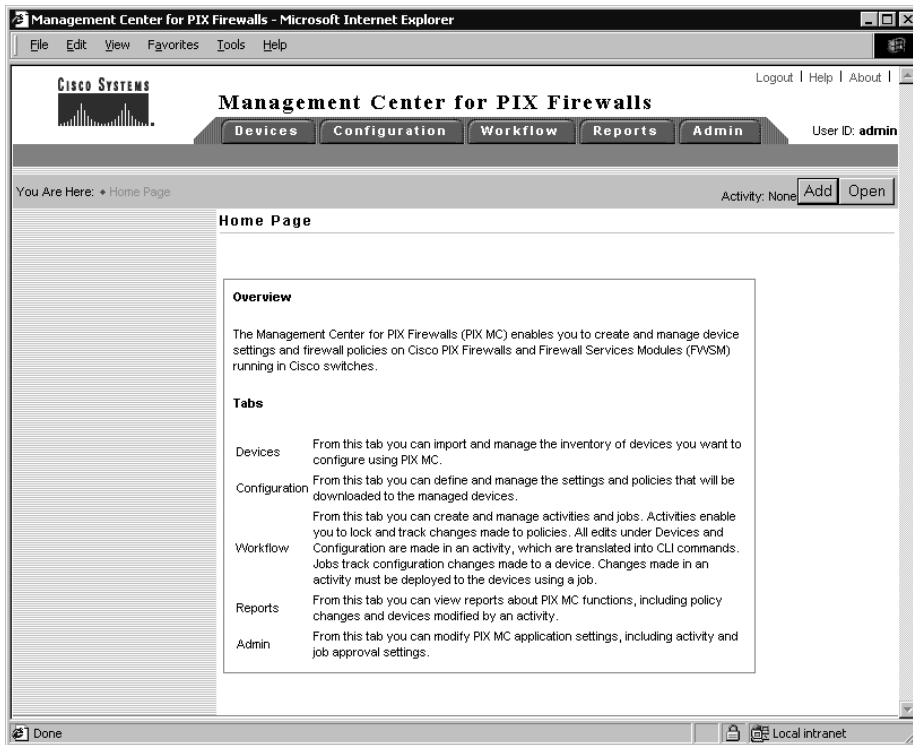 Management Center for PIX Firewalls - Microsoft Internet Explorer
File Edit View Favorites Tools Help
CISCO SYSTEMS
Logout | Help | About |
Management Center for PIX Firewalls
Devices Configuration Workflow Reports Admin
User ID: admin
You Are Here: • Home Page
Activity: None Add Open
Home Page
Overview
The Management Center for PIX Firewalls (PIX MC) enables you to create and manage device
settings and firewall policies on Cisco PIX Firewalls and Firewall Services Modules (FWSM)
running in Cisco switches.
Tabs
Devices
From this tab you can import and manage the inventory of devices you want to
configure using PIX MC.
Configuration
From this tab you can define and manage the settings and policies that will be
downloaded to the managed devices.
Workflow
From this tab you can create and manage activities and jobs. Activities enable
you to lock and track changes made to policies. All edits under Devices and
Configuration are made in an activity, which are translated into CLI commands.
Jobs track configuration changes made to a device. Changes made in an
activity must be deployed to the devices using a job.
Reports
From this tab you can view reports about PIX MC functions, including policy
changes and devices modified by an activity.
Admin
From this tab you can modify PIX MC application settings, including activity and
job approval settings.
Done
Local intranet